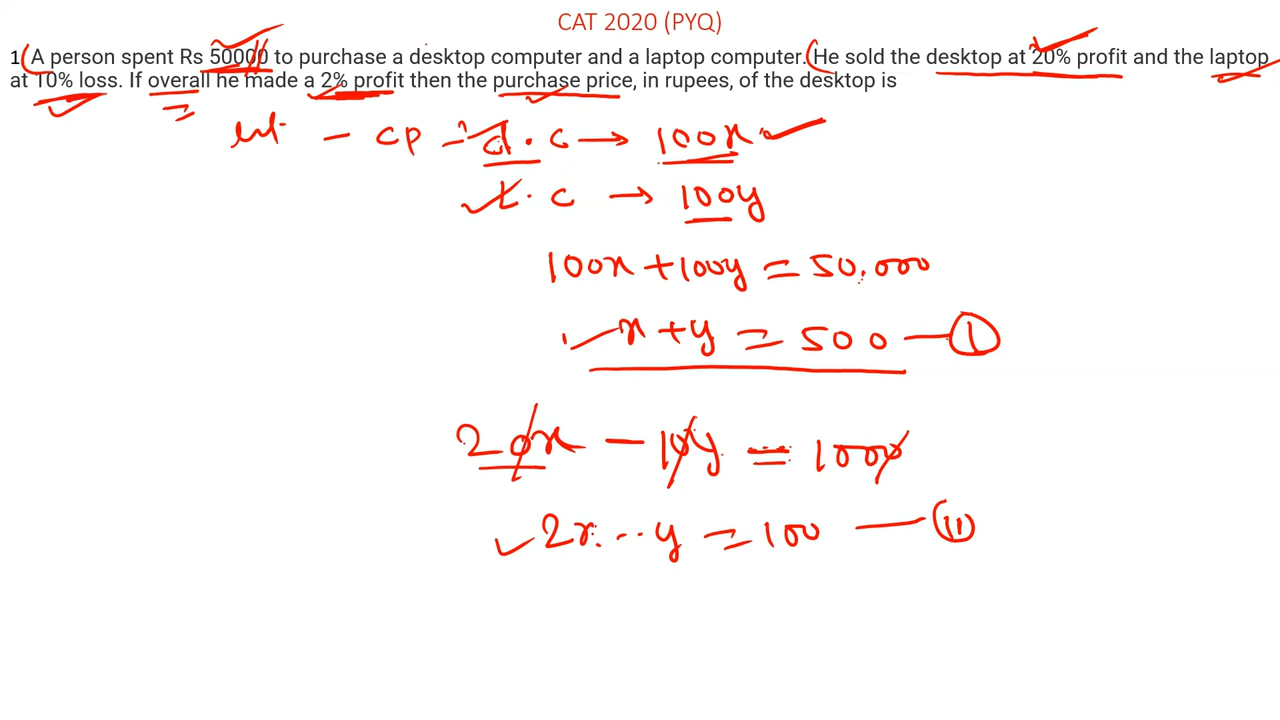 CAT 2020 (PYQ)
1 A person spent Rs 50000 to purchase a desktop computer and a laptop computer. He sold the desktop at 20% profit and the laptop
at 10% loss. If overall he made a 2% profit then the purchase price, in rupees, of the desktop is
let - CP - d.c → 100x
l.c → 100y
100x + 100y = 50,000
x + y = 500 — I
20x - 10y = 1000
2x - y = 100 — II